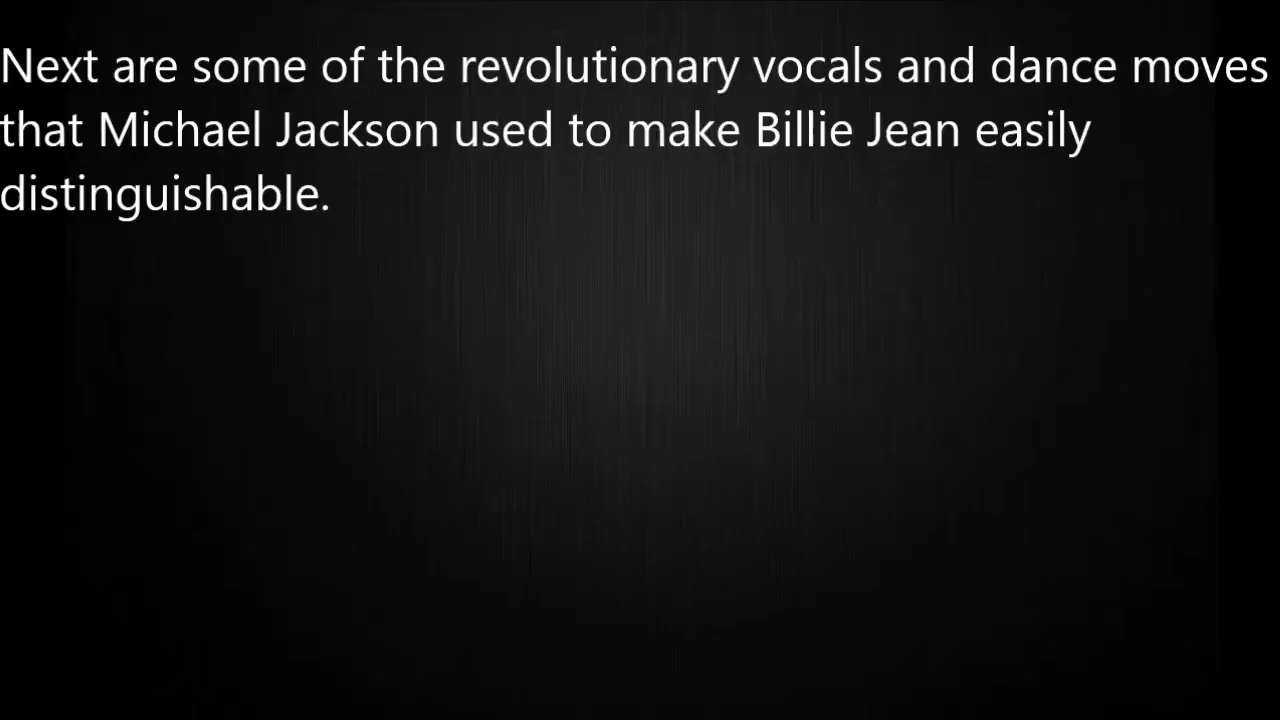 Next are some of the revolutionary vocals and dance moves
that Michael Jackson used to make Billie Jean easily
distinguishable.